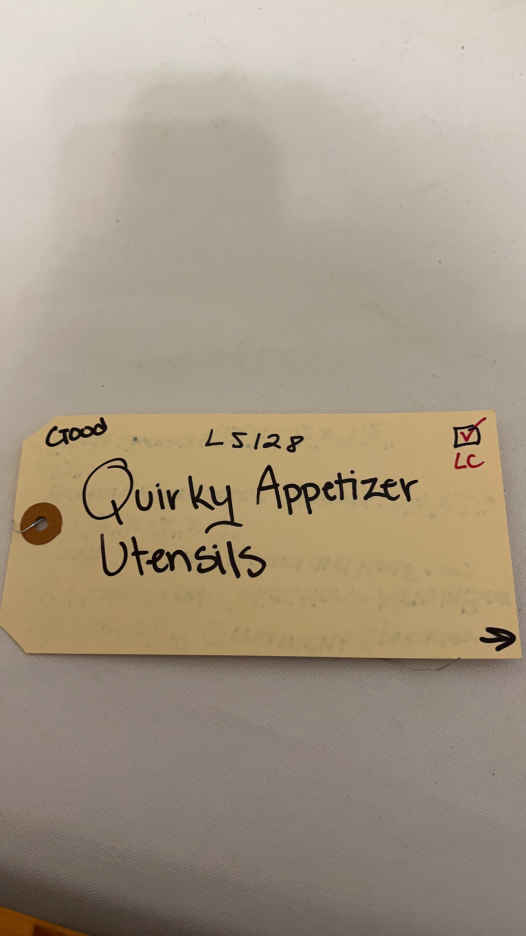 Good
L5128
☑
LC
Quirky Appetizer
Utensils
→